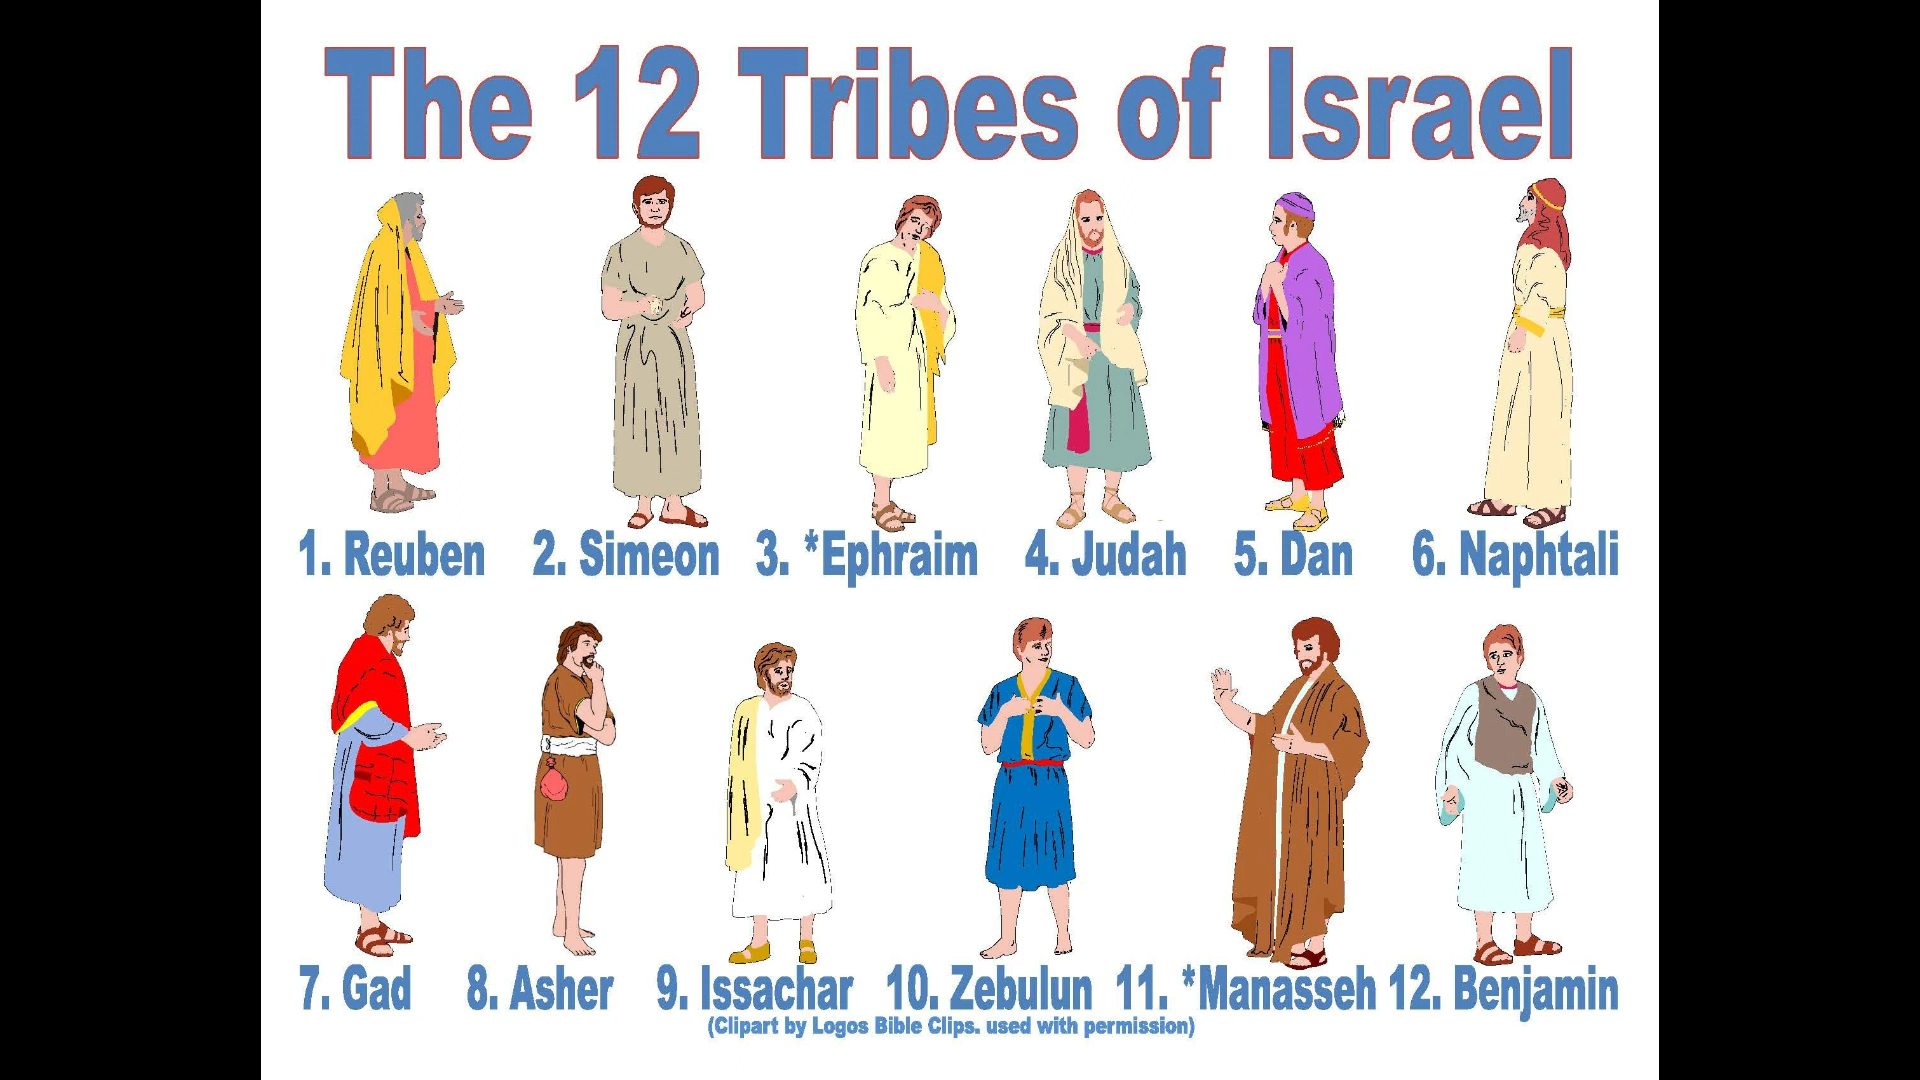 The 12 Tribes of Israel
1. Reuben 2. Simeon 3. *Ephraim 4. Judah 5. Dan 6. Naphtali
7. Gad 8. Asher 9. Issachar 10. Zebulun 11. *Manasseh 12. Benjamin
(Clipart by Logos Bible Clips. used with permission)